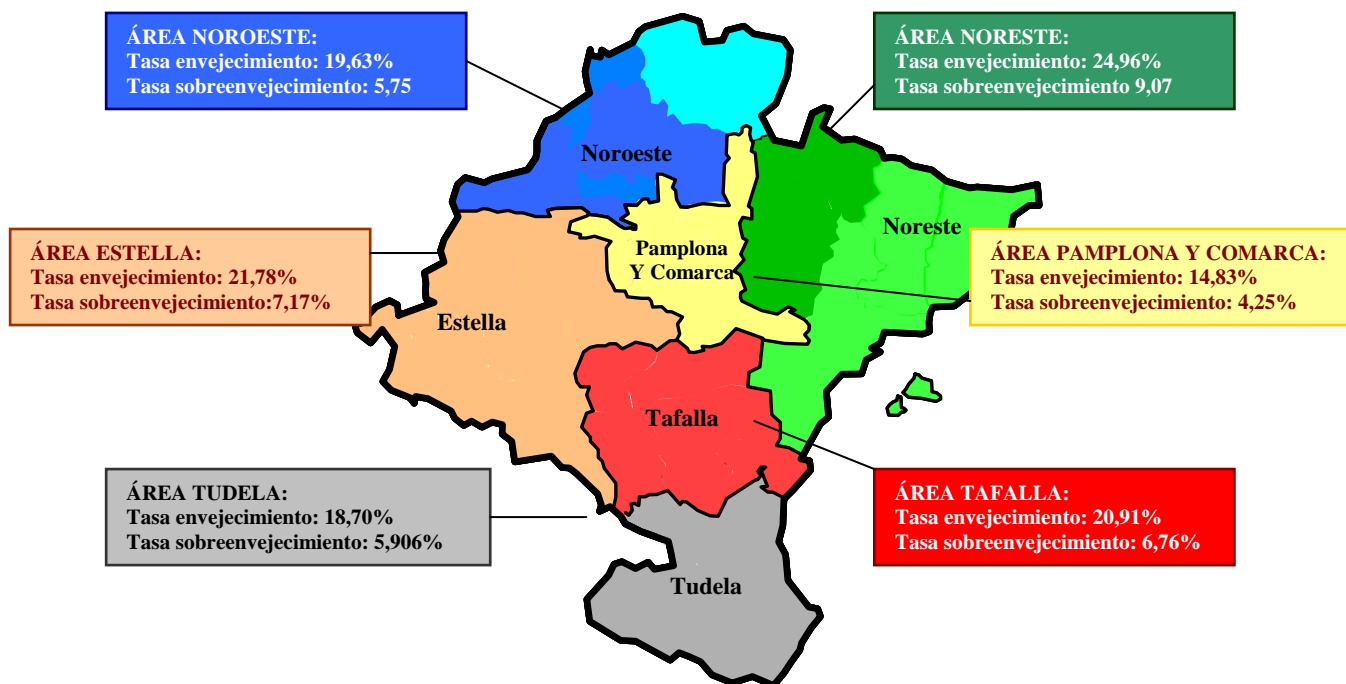 ÁREA NOROESTE:
Tasa envejecimiento: 19,63%
Tasa sobreenvejecimiento: 5,75
ÁREA NORESTE:
Tasa envejecimiento: 24,96%
Tasa sobreenvejecimiento 9,07
Noroeste
Noreste
Pamplona
Y Comarca
ÁREA ESTELLA:
Tasa envejecimiento: 21,78%
Tasa sobreenvejecimiento:7,17%
ÁREA PAMPLONA Y COMARCA:
Tasa envejecimiento: 14,83%
Tasa sobreenvejecimiento: 4,25%
Estella
Tafalla
ÁREA TUDELA:
Tasa envejecimiento: 18,70%
Tasa sobreenvejecimiento: 5,906%
ÁREA TAFALLA:
Tasa envejecimiento: 20,91%
Tasa sobreenvejecimiento: 6,76%
Tudela